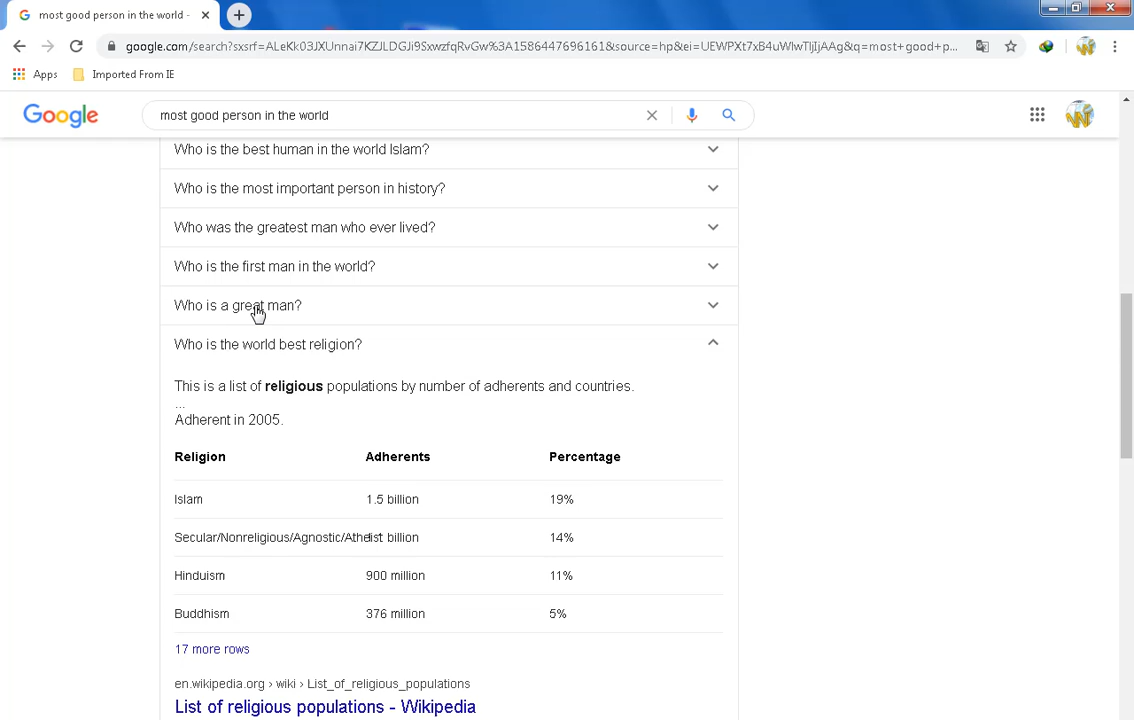 most good person in the world -
google.com/search?sxsrf=ALeKk03JXUnnai7KZJLDGJi9SxwzfqRvGw%3A1586447696161&source=hp&ei=UEWPXt7xB4uWlwTljIjAAg&q=most+good+p...
Apps Imported From IE
Google
most good person in the world
Who is the best human in the world Islam?
Who is the most important person in history?
Who was the greatest man who ever lived?
Who is the first man in the world?
Who is a great man?
Who is the world best religion?
This is a list of religious populations by number of adherents and countries.
...
Adherent in 2005.
Religion Adherents Percentage
Islam 1.5 billion 19%
Secular/Nonreligious/Agnostic/Atheist billion 14%
Hinduism 900 million 11%
Buddhism 376 million 5%
17 more rows
en.wikipedia.org › wiki › List_of_religious_populations
List of religious populations - Wikipedia